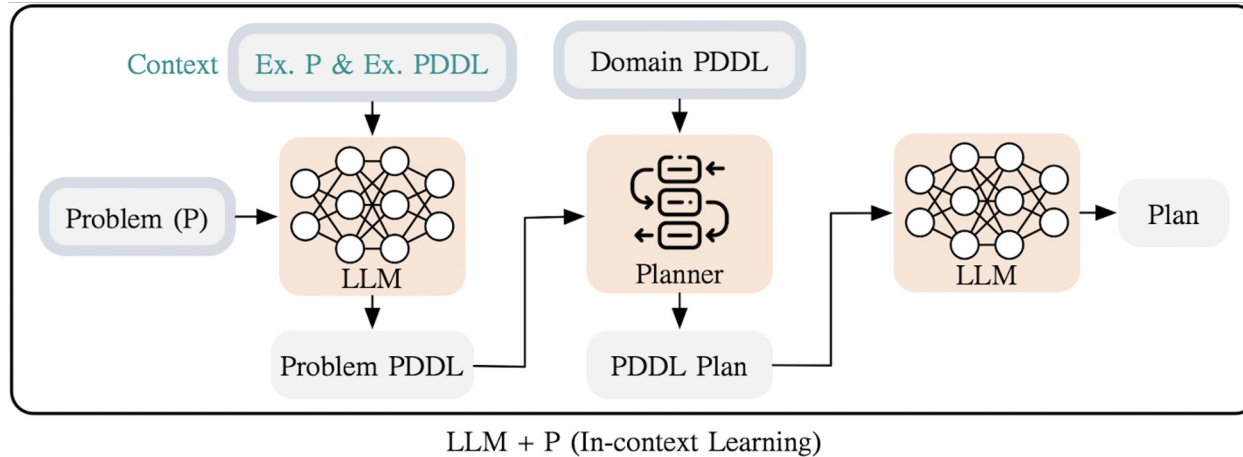 Context
Ex. P & Ex. PDDL
Domain PDDL
Problem (P)
LLM
Planner
LLM
Plan
Problem PDDL
PDDL Plan
LLM + P (In-context Learning)